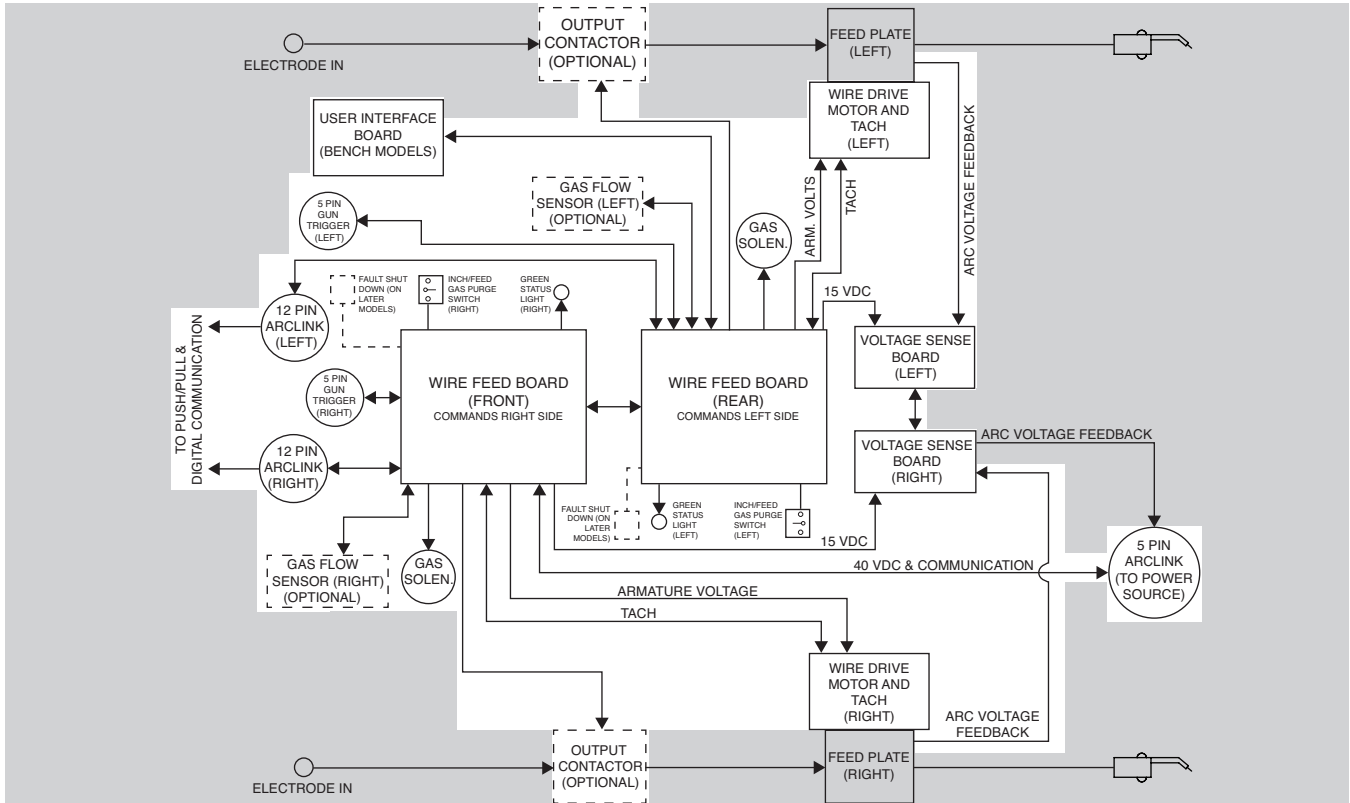 OUTPUT
CONTACTOR
(OPTIONAL)
FEED PLATE
(LEFT)
ELECTRODE IN
WIRE DRIVE
MOTOR AND
TACH
(LEFT)
USER INTERFACE
BOARD
(BENCH MODELS)
ARC VOLTAGE FEEDBACK
GAS FLOW
SENSOR (LEFT)
(OPTIONAL)
ARM. VOLTS
TACH
5 PIN
GUN
TRIGGER
(LEFT)
GAS
SOLEN.
FAULT SHUT
DOWN (ON
LATER
MODELS)
INCH/FEED
GAS PURGE
SWITCH
(RIGHT)
GREEN
STATUS
LIGHT
(RIGHT)
15 VDC
12 PIN
ARCLINK
(LEFT)
TO PUSH/PULL &
DIGITAL COMMUNICATION
VOLTAGE SENSE
BOARD
(LEFT)
WIRE FEED BOARD
(FRONT)
COMMANDS RIGHT SIDE
WIRE FEED BOARD
(REAR)
COMMANDS LEFT SIDE
5 PIN
GUN
TRIGGER
(RIGHT)
ARC VOLTAGE FEEDBACK
VOLTAGE SENSE
BOARD
(RIGHT)
12 PIN
ARCLINK
(RIGHT)
FAULT SHUT
DOWN (ON
LATER
MODELS)
GREEN
STATUS
LIGHT
(LEFT)
INCH/FEED
GAS PURGE
SWITCH
(LEFT)
15 VDC
GAS FLOW
SENSOR (RIGHT)
(OPTIONAL)
GAS
SOLEN.
40 VDC & COMMUNICATION
5 PIN
ARCLINK
(TO POWER
SOURCE)
ARMATURE VOLTAGE
TACH
WIRE DRIVE
MOTOR AND
TACH
(RIGHT)
ARC VOLTAGE
FEEDBACK
OUTPUT
CONTACTOR
(OPTIONAL)
FEED PLATE
(RIGHT)
ELECTRODE IN